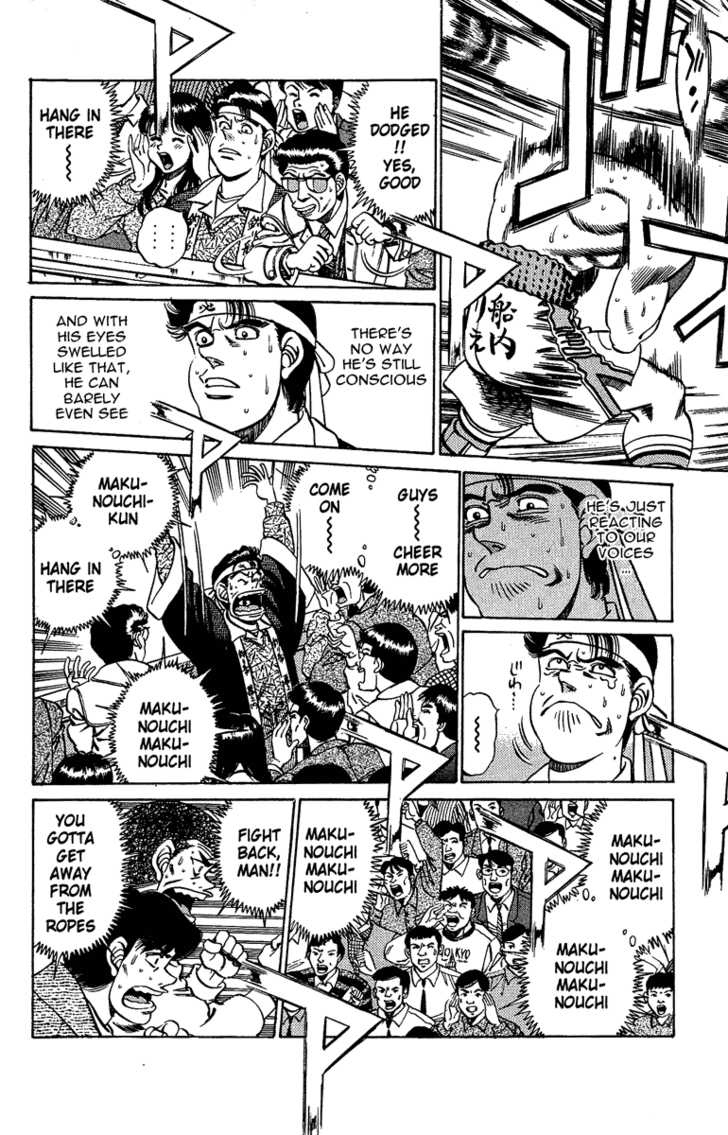 HE
DODGED
!!
YES,
GOOD
HANG IN
THERE
~
THERE'S
NO WAY
HE'S STILL
CONSCIOUS
AND WITH
HIS EYES
SWELLED
LIKE THAT,
HE CAN
BARELY
EVEN SEE
船内
HE'S JUST
REACTING
TO OUR
VOICES
...
GUYS
~
CHEER
MORE
COME
ON
~
MAKU-
NOUCHI-
KUN
HANG IN
THERE
MAKU-
NOUCHI
MAKU-
NOUCHI
じわ…
~
MAKU-
NOUCHI
MAKU-
NOUCHI
MAKU-
NOUCHI
MAKU-
NOUCHI
MAKU-
NOUCHI
MAKU-
NOUCHI
FIGHT
BACK,
MAN!!
YOU
GOTTA
GET
AWAY
FROM
THE
ROPES